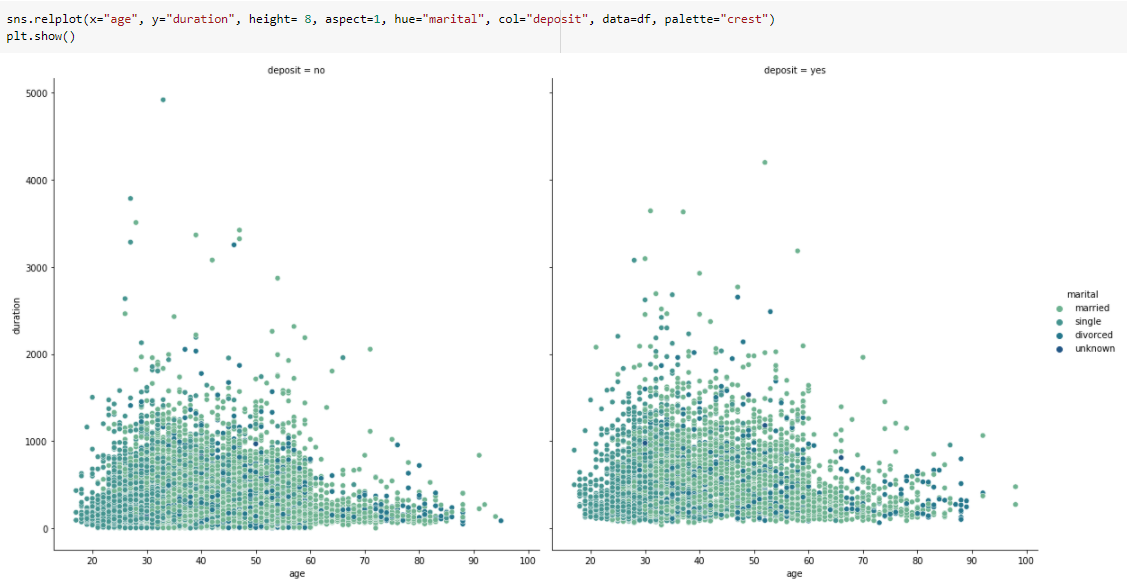 sns.relplot(x="age", y="duration", height= 8, aspect=1, hue="marital", col="deposit", data=df, palette="crest")
plt.show()
deposit = no
deposit = yes
5000
4000
3000
2000
1000
0
duration
20 30 40 50 60 70 80 90 100
age
20 30 40 50 60 70 80 90 100
age
marital
married
single
divorced
unknown